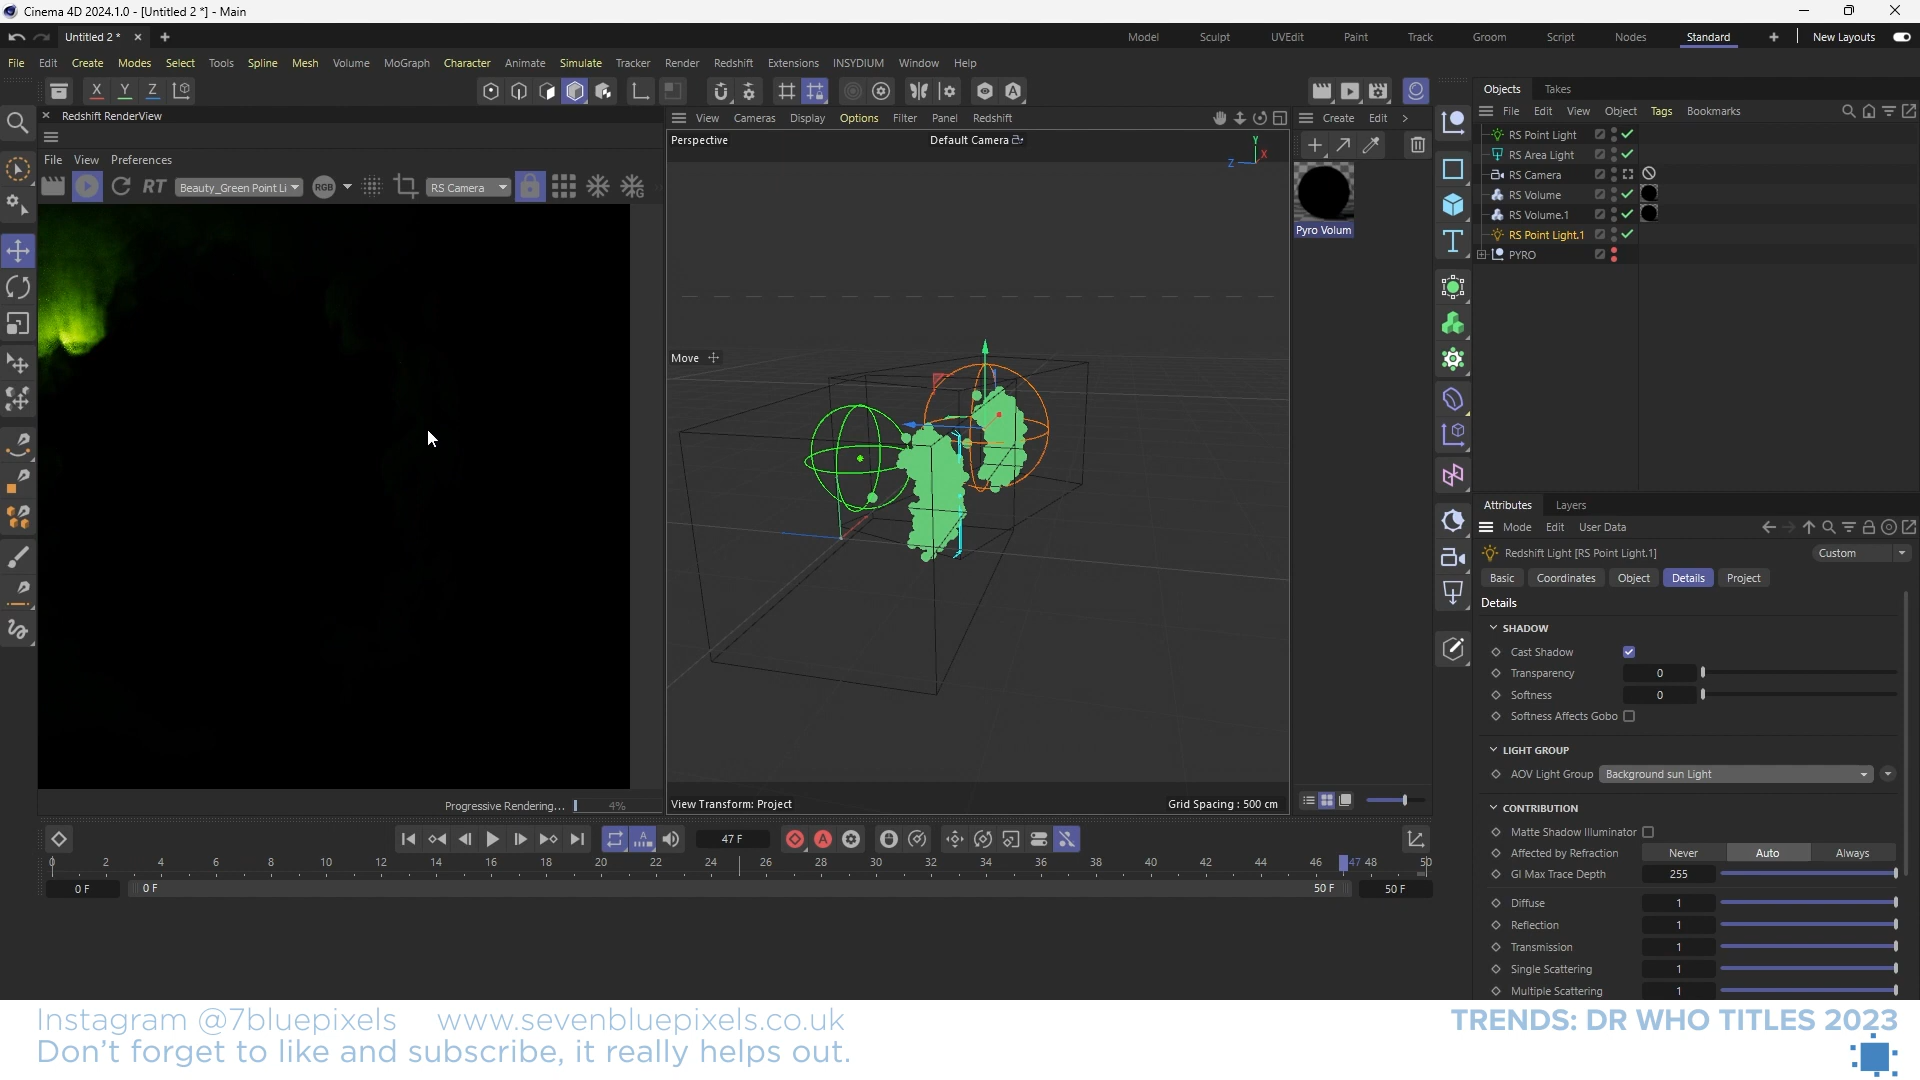 Cinema 4D 2024.1.0 - [Untitled 2 *] - Main
Untitled 2 *
Model Sculpt UVEdit Paint Track Groom Script Nodes Standard New Layouts
File Edit Create Modes Select Tools Spline Mesh Volume MoGraph Character Animate Simulate Tracker Render Redshift Extensions INSYDIUM Window Help
X Y Z
Objects Takes
Redshift RenderView
View Cameras Display Options Filter Panel Redshift
Create Edit
File Edit View Object Tags Bookmarks
File View Preferences
Perspective
Default Camera
Y
X
Z
RT Beauty_Green Point Li RGB RS Camera
Pyro Volum
RS Point Light
RS Area Light
RS Camera
RS Volume
RS Volume.1
RS Point Light.1
PYRO
Move
View Transform: Project
Grid Spacing : 500 cm
Progressive Rendering... 4%
Attributes Layers
Mode Edit User Data
Redshift Light [RS Point Light.1]
Custom
Basic Coordinates Object Details Project
Details
SHADOW
Cast Shadow
Transparency 0
Softness 0
Softness Affects Gobo
LIGHT GROUP
AOV Light Group Background sun Light
CONTRIBUTION
Matte Shadow Illuminator
Affected by Refraction Never Auto Always
GI Max Trace Depth 255
Diffuse 1
Reflection 1
Transmission 1
Single Scattering 1
Multiple Scattering 1
47 F
0 2 4 6 8 10 12 14 16 18 20 22 24 26 28 30 32 34 36 38 40 42 44 46 47 48 50
0 F 0 F 50 F 50 F
Instagram @7bluepixels www.sevenbluepixels.co.uk
Don't forget to like and subscribe, it really helps out.
TRENDS: DR WHO TITLES 2023